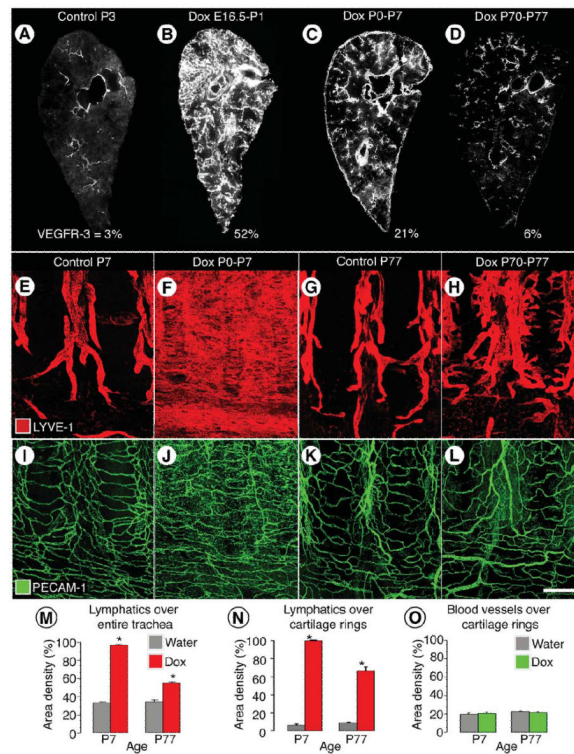 Control P3 Dox E16.5-P1 Dox P0-P7 Dox P70-P77
A B C D
VEGFR-3 = 3% 52% 21% 6%
Control P7 Dox P0-P7 Control P77 Dox P70-P77
E F G H
LYVE-1
I J K L
PECAM-1
M Lymphatics over entire trachea
Area density (%)
100
80
60
40
20
0
Water
Dox
* *
P7 P77
Age
N Lymphatics over cartilage rings
Area density (%)
100
80
60
40
20
0
* *
P7 P77
Age
O Blood vessels over cartilage rings
Area density (%)
100
80
60
40
20
0
Water
Dox
P7 P77
Age